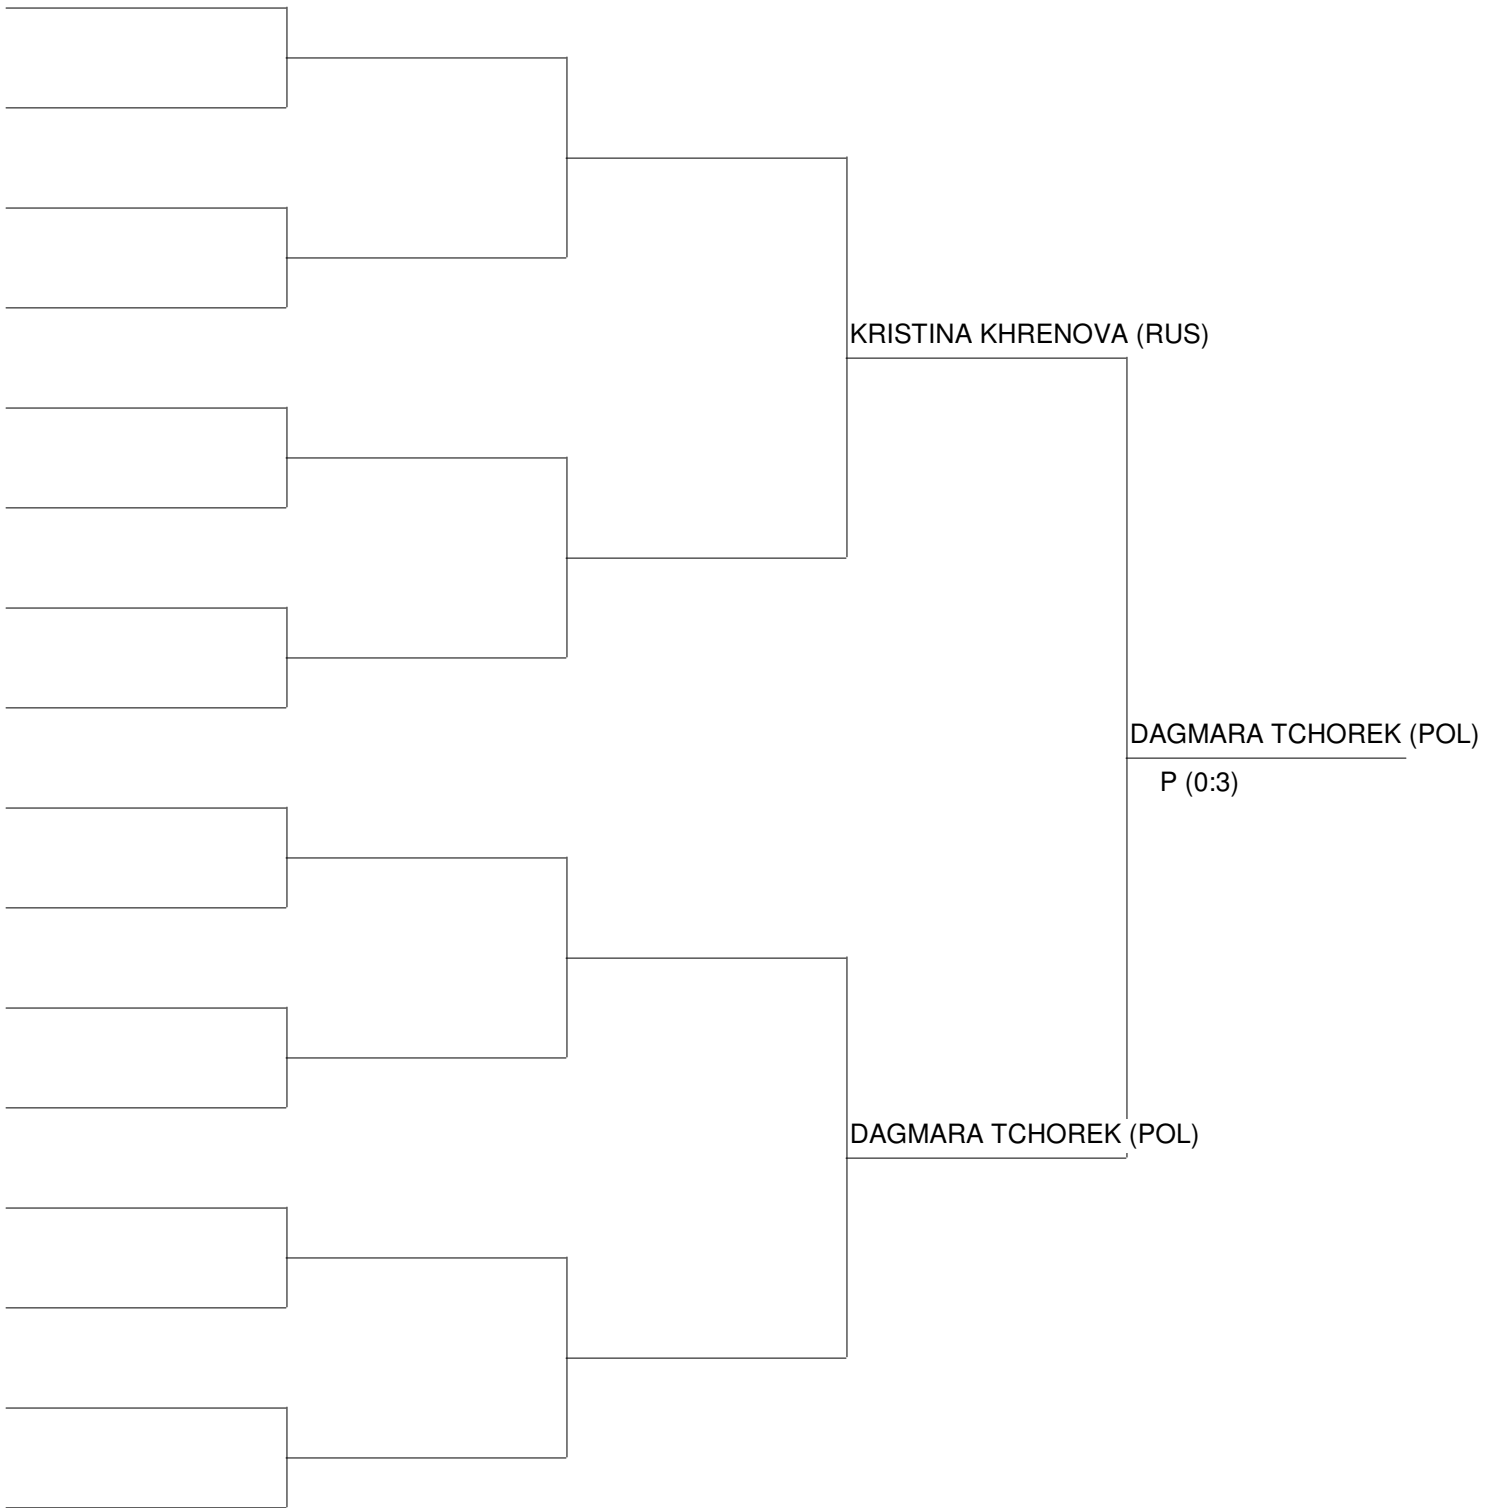 KRISTINA KHRENOVA (RUS)
DAGMARA TCHOREK (POL)
P (0:3)
DAGMARA TCHOREK (POL)